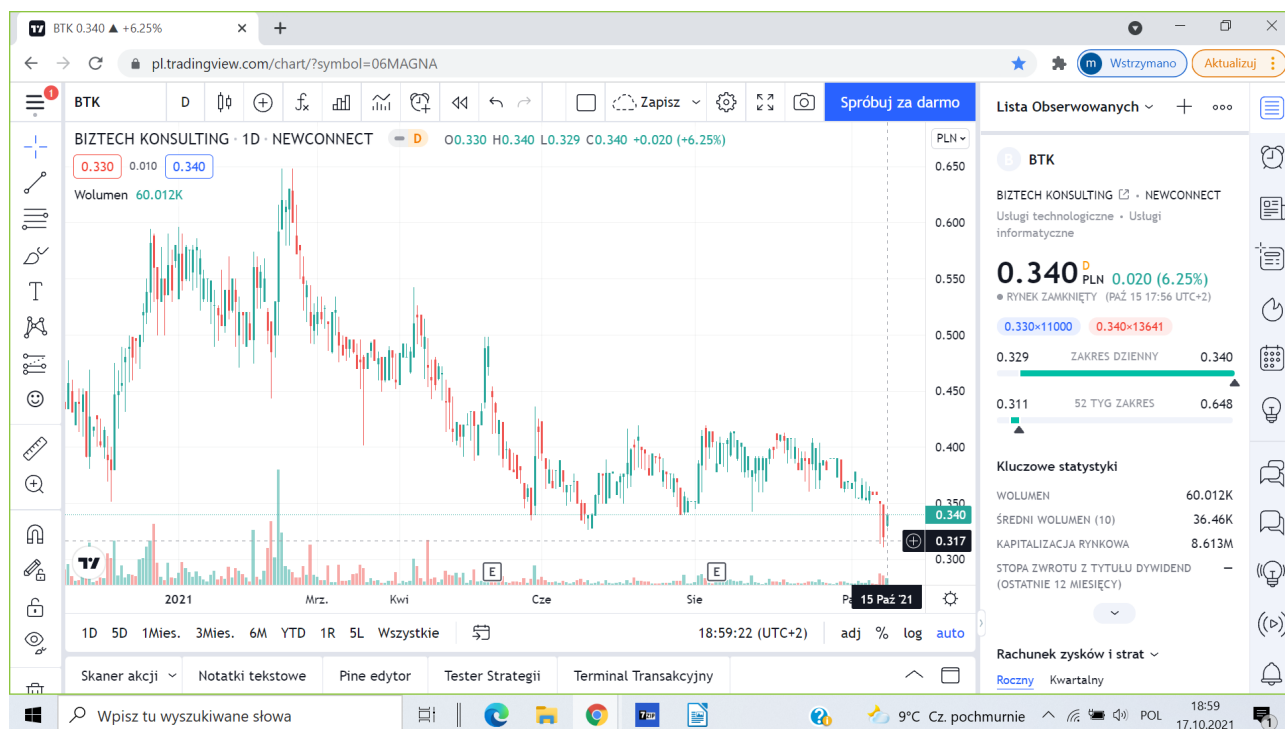 BTK 0.340 ▲ +6.25%
pl.tradingview.com/chart/?symbol=06MAGNA
m Wstrzymano
Aktualizuj
1
BTK D
Zapisz
Spróbuj za darmo
BIZTECH KONSULTING · 1D · NEWCONNECT D O0.330 H0.340 L0.329 C0.340 +0.020 (+6.25%)
0.330 0.010 0.340
Wolumen 60.012K
PLN
0.650
0.600
0.550
0.500
0.450
0.400
0.350
0.340
0.317
0.300
E E
2021 Mrz. Kwi Cze Sie 15 Paź '21
1D 5D 1Mies. 3Mies. 6M YTD 1R 5L Wszystkie 18:59:22 (UTC+2) adj % log auto
Skaner akcji Notatki tekstowe Pine edytor Tester Strategii Terminal Transakcyjny
Lista Obserwowanych
B BTK
BIZTECH KONSULTING • NEWCONNECT
Usługi technologiczne • Usługi
informatyczne
0.340 D PLN 0.020 (6.25%)
RYNEK ZAMKNIĘTY (PAŹ 15 17:56 UTC+2)
0.330×11000 0.340×13641
0.329 ZAKRES DZIENNY 0.340
0.311 52 TYG ZAKRES 0.648
Kluczowe statystyki
WOLUMEN 60.012K
ŚREDNI WOLUMEN (10) 36.46K
KAPITALIZACJA RYNKOWA 8.613M
STOPA ZWROTU Z TYTUŁU DYWIDEND –
(OSTATNIE 12 MIESIĘCY)
Rachunek zysków i strat
Roczny Kwartalny
Wpisz tu wyszukiwane słowa
9°C Cz. pochmurnie
POL
18:59
17.10.2021
1